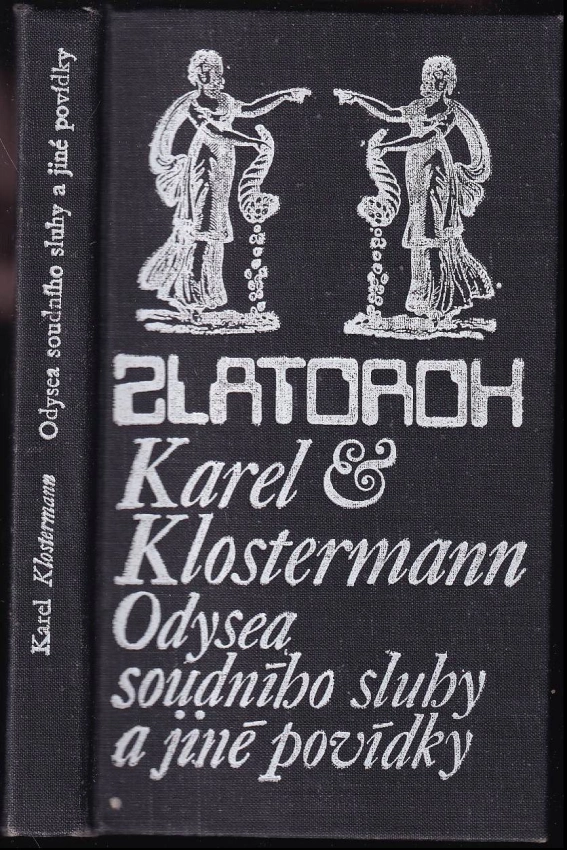 Karel Klostermann Odysea soudního sluhy a jiné povídky
ZLATOROH
Karel &
Klostermann
Odysea
soudního sluhy
a jiné povídky